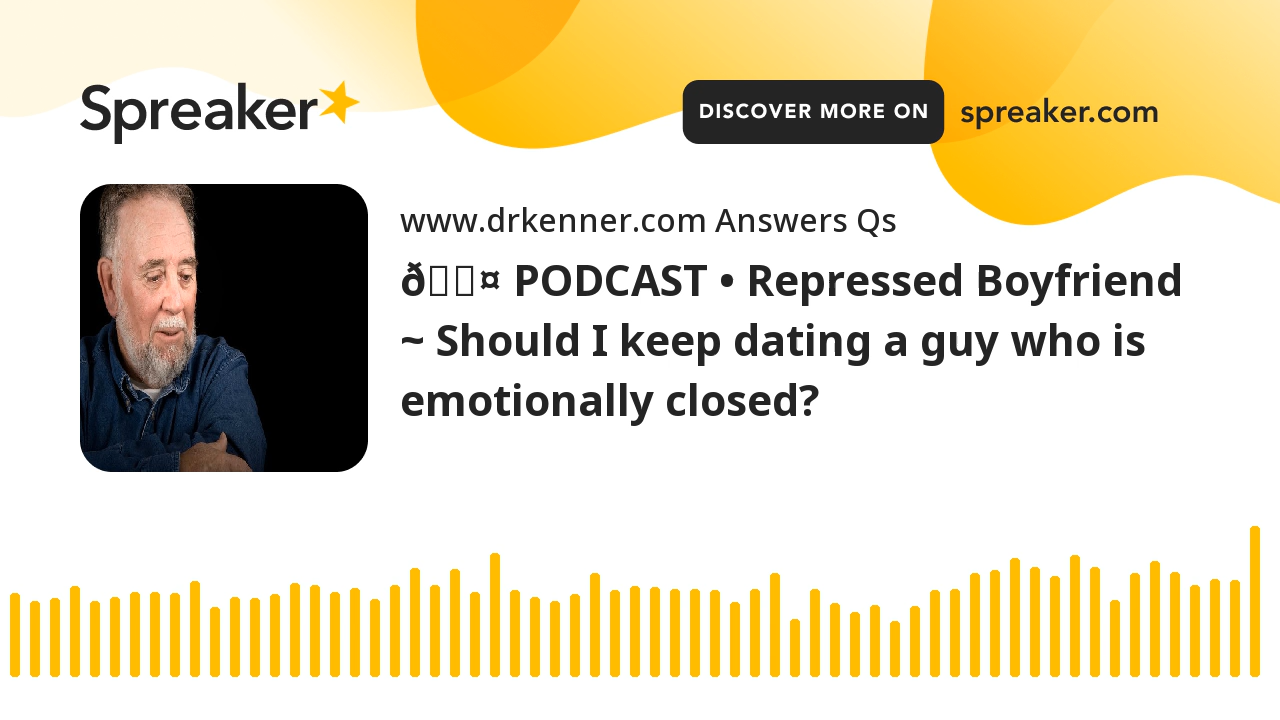 Spreaker
DISCOVER MORE ON spreaker.com
www.drkenner.com Answers Qs
ð▯▯¤ PODCAST • Repressed Boyfriend
~ Should I keep dating a guy who is
emotionally closed?